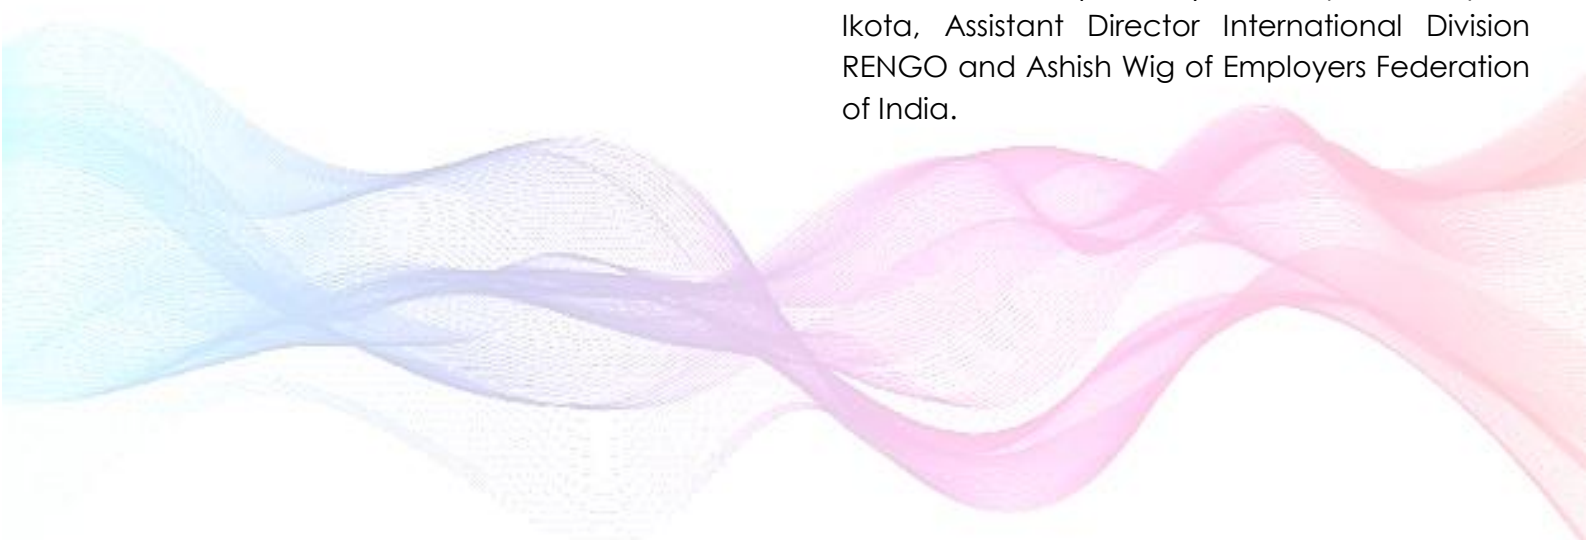 Ikota, Assistant Director International Division
RENGO and Ashish Wig of Employers Federation
of India.